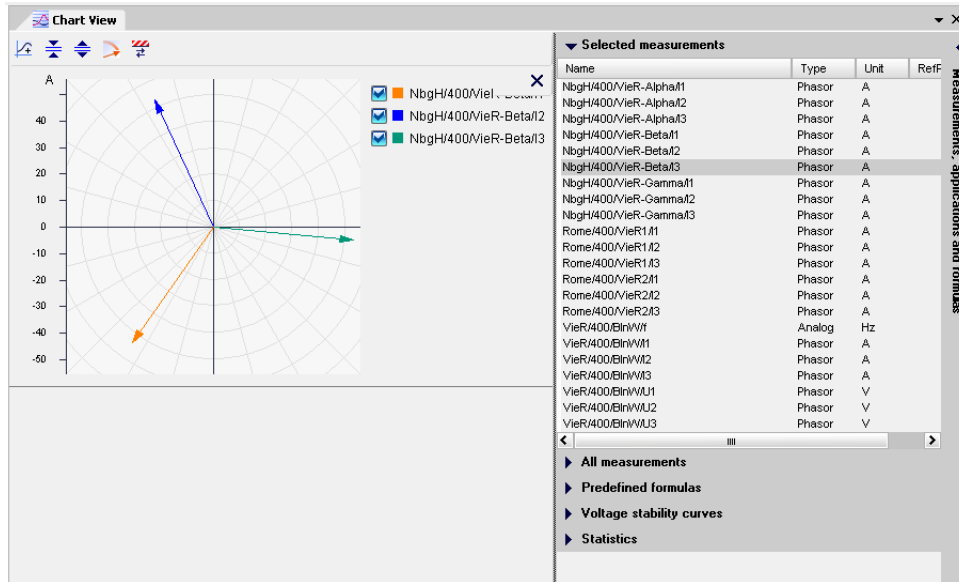 Chart View
A
40
30
20
10
0
-10
-20
-30
-40
-50
NbgH/400/VieR-Beta/I1
NbgH/400/VieR-Beta/I2
NbgH/400/VieR-Beta/I3
Selected measurements
Name Type Unit RefR
NbgH/400/VieR-Alpha/I1 Phasor A
NbgH/400/VieR-Alpha/I2 Phasor A
NbgH/400/VieR-Alpha/I3 Phasor A
NbgH/400/VieR-Beta/I1 Phasor A
NbgH/400/VieR-Beta/I2 Phasor A
NbgH/400/VieR-Beta/I3 Phasor A
NbgH/400/VieR-Gamma/I1 Phasor A
NbgH/400/VieR-Gamma/I2 Phasor A
NbgH/400/VieR-Gamma/I3 Phasor A
Rome/400/VieR1/I1 Phasor A
Rome/400/VieR1/I2 Phasor A
Rome/400/VieR1/I3 Phasor A
Rome/400/VieR2/I1 Phasor A
Rome/400/VieR2/I2 Phasor A
Rome/400/VieR2/I3 Phasor A
VieR/400/BlnW/f Analog Hz
VieR/400/BlnW/I1 Phasor A
VieR/400/BlnW/I2 Phasor A
VieR/400/BlnW/I3 Phasor A
VieR/400/BlnW/U1 Phasor V
VieR/400/BlnW/U2 Phasor V
VieR/400/BlnW/U3 Phasor V
All measurements
Predefined formulas
Voltage stability curves
Statistics
Measurements, applications and formulas